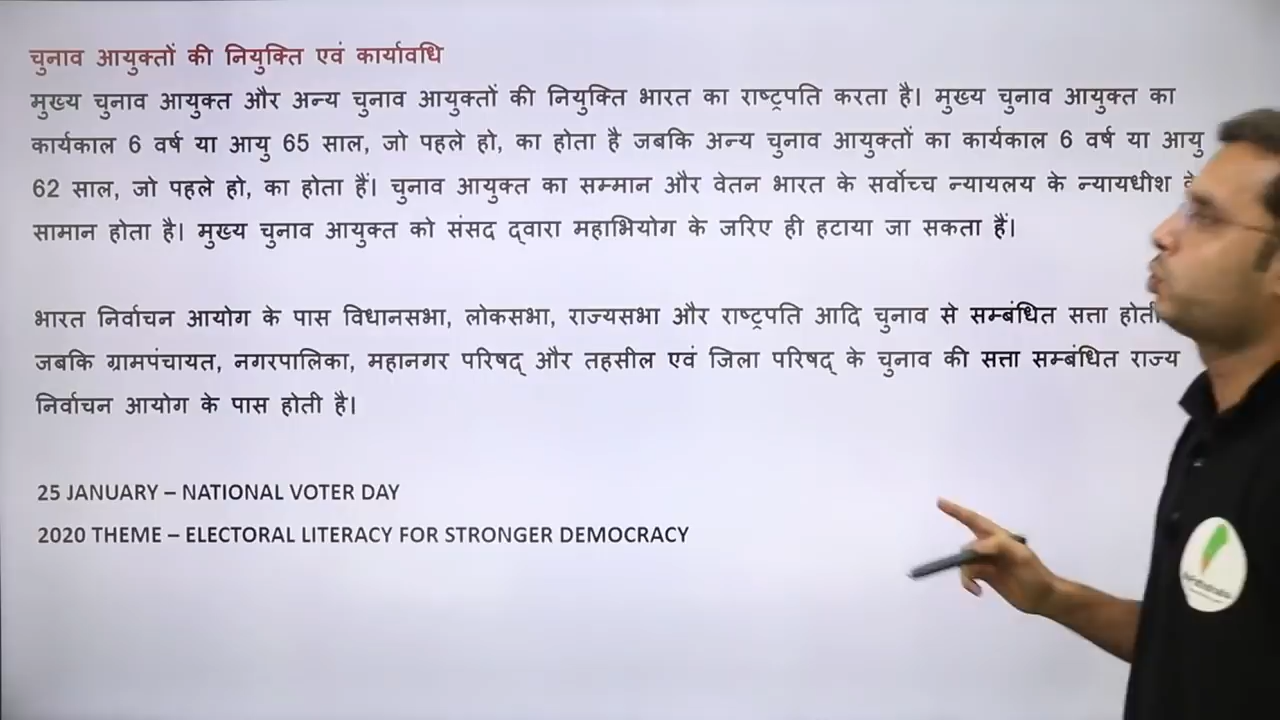 चुनाव आयुक्तों की नियुक्ति एवं कार्यावधि
मुख्य चुनाव आयुक्त और अन्य चुनाव आयुक्तों की नियुक्ति भारत का राष्ट्रपति करता है। मुख्य चुनाव आयुक्त का
कार्यकाल 6 वर्ष या आयु 65 साल, जो पहले हो, का होता है जबकि अन्य चुनाव आयुक्तों का कार्यकाल 6 वर्ष या आयु
62 साल, जो पहले हो, का होता हैं। चुनाव आयुक्त का सम्मान और वेतन भारत के सर्वोच्च न्यायलय के न्यायधीश
सामान होता है। मुख्य चुनाव आयुक्त को संसद द्वारा महाभियोग के जरिए ही हटाया जा सकता हैं।
भारत निर्वाचन आयोग के पास विधानसभा, लोकसभा, राज्यसभा और राष्ट्रपति आदि चुनाव से सम्बंधित सत्ता होती
जबकि ग्रामपंचायत, नगरपालिका, महानगर परिषद् और तहसील एवं जिला परिषद् के चुनाव की सत्ता सम्बंधित राज्य
निर्वाचन आयोग के पास होती है।
25 JANUARY – NATIONAL VOTER DAY
2020 THEME – ELECTORAL LITERACY FOR STRONGER DEMOCRACY